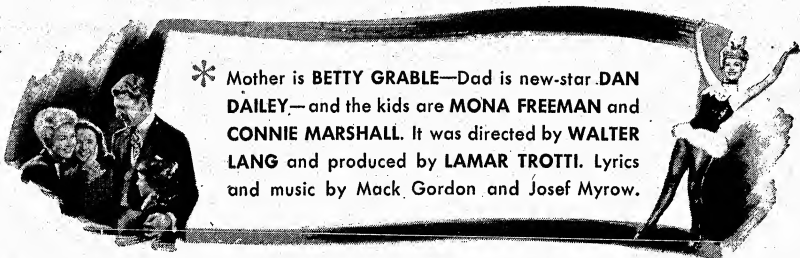 * Mother is BETTY GRABLE—Dad is new-star DAN
DAILEY—and the kids are MONA FREEMAN and
CONNIE MARSHALL. It was directed by WALTER
LANG and produced by LAMAR TROTTI. Lyrics
and music by Mack Gordon and Josef Myrow.